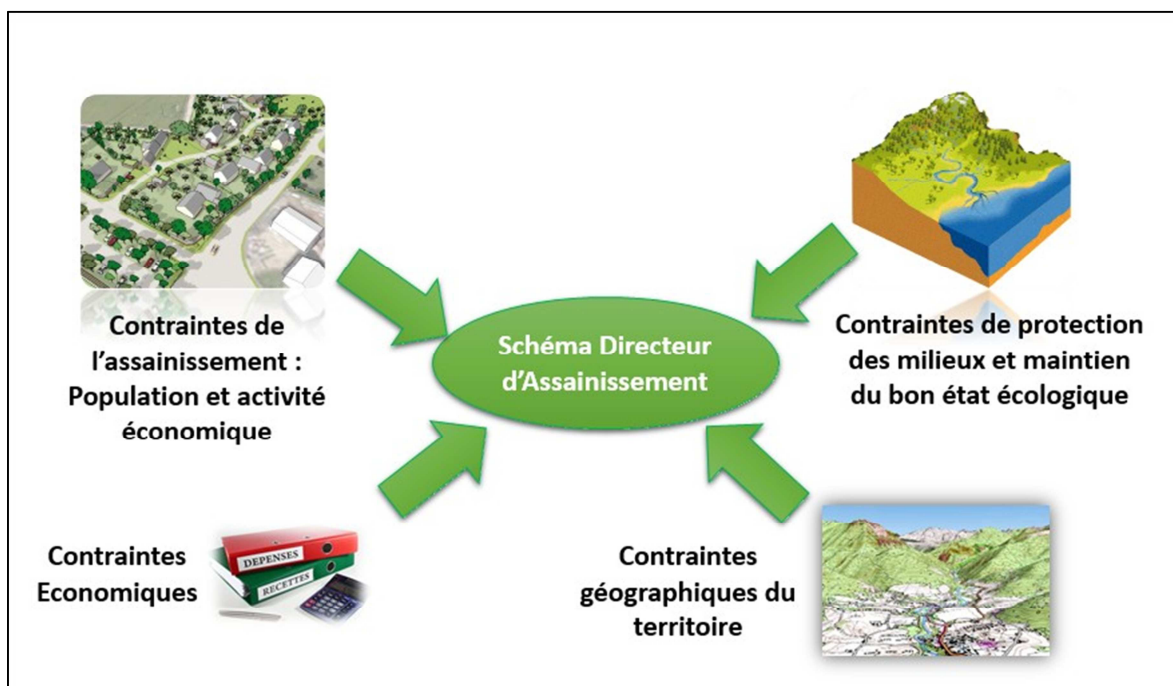 Contraintes de
l'assainissement :
Population et activité
économique
Schéma Directeur
d'Assainissement
Contraintes de protection
des milieux et maintien
du bon état écologique
Contraintes
Economiques
DEPENSES
RECETTES
Contraintes
géographiques du
territoire